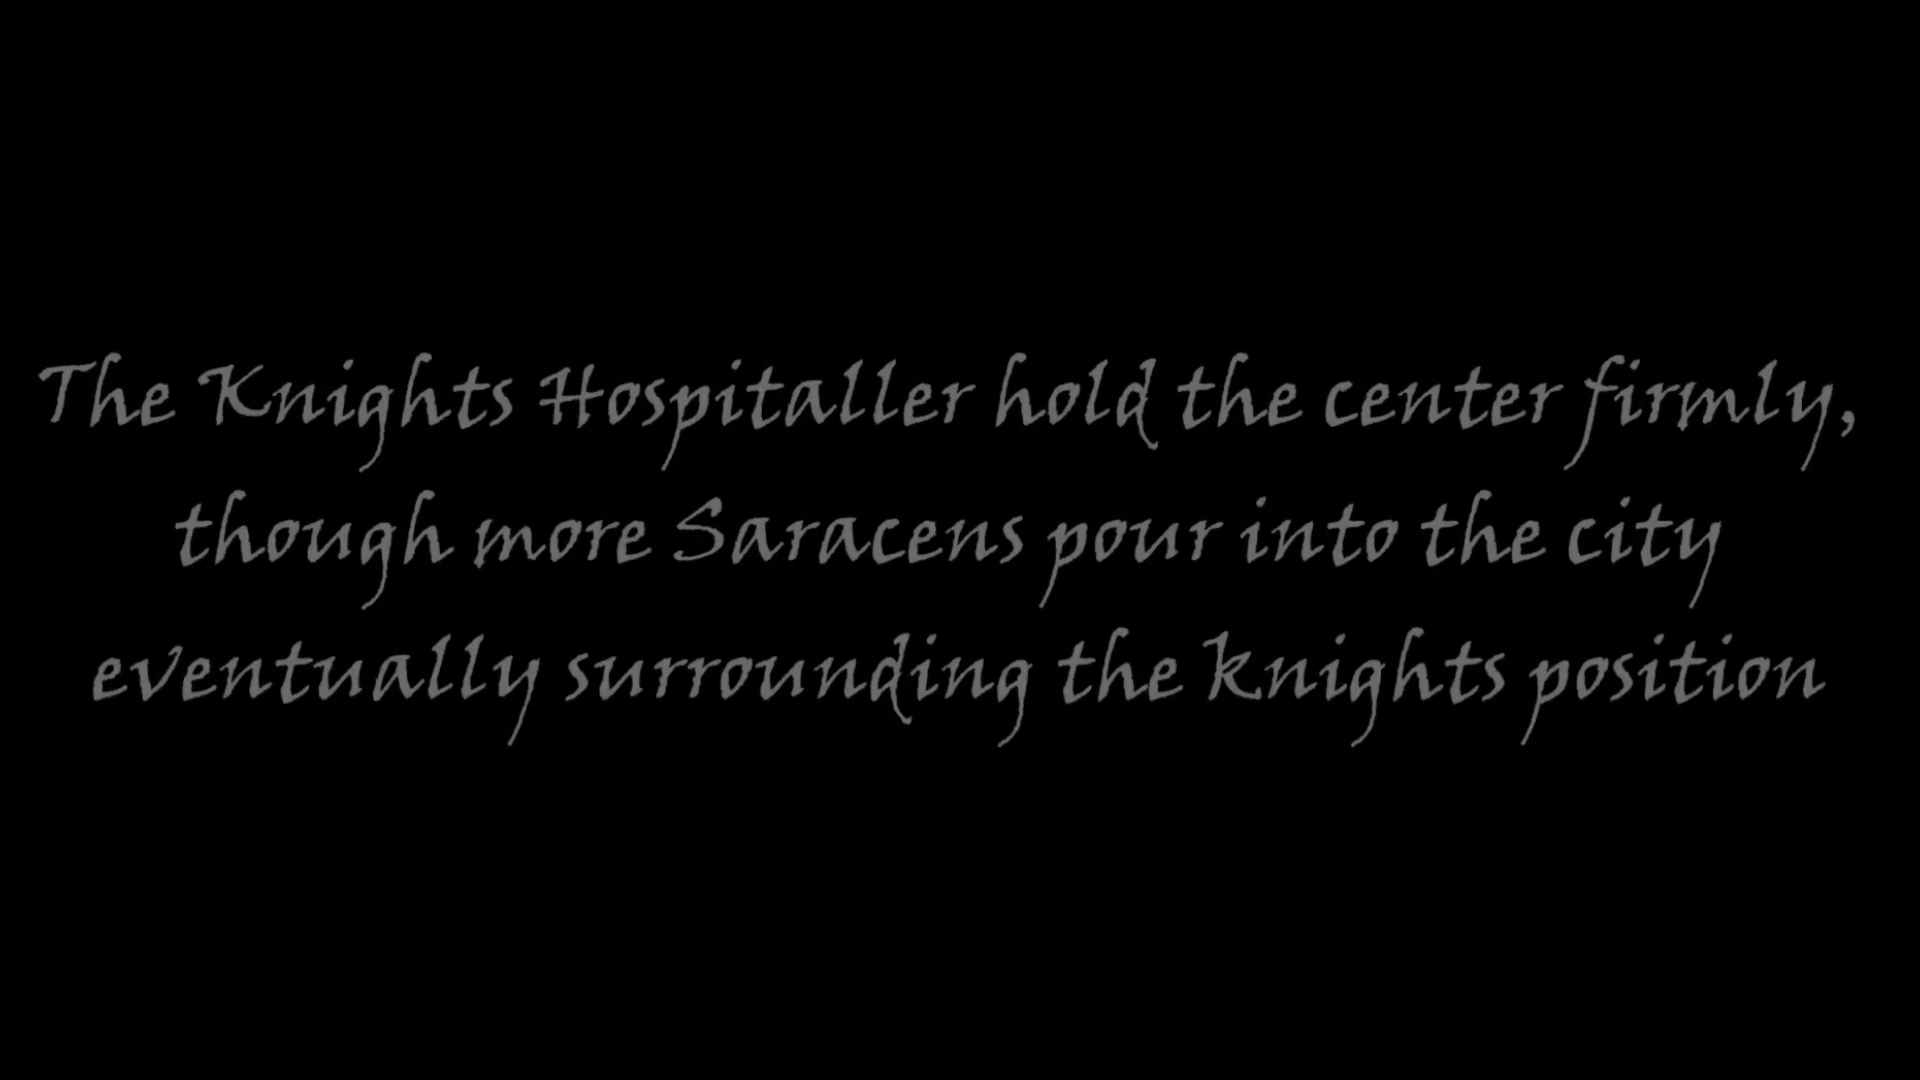 The Knights Hospitaller hold the center firmly,
though more Saracens pour into the city
eventually surrounding the knights position